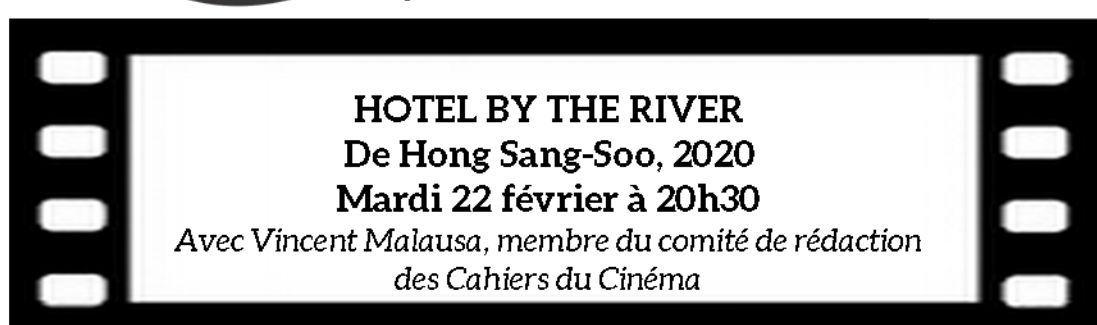 HOTEL BY THE RIVER
De Hong Sang-Soo, 2020
Mardi 22 février à 20h30
Avec Vincent Malausa, membre du comité de rédaction
des Cahiers du Cinéma